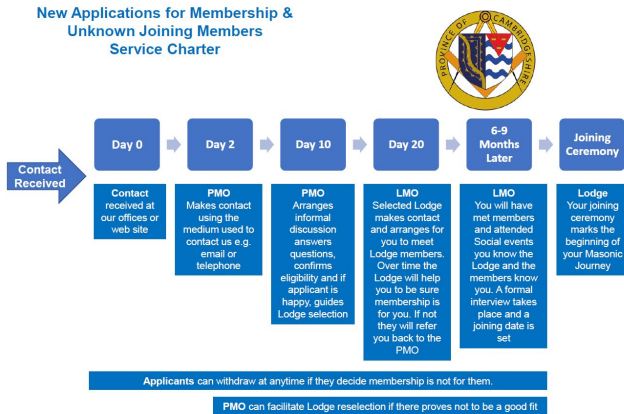 New Applications for Membership &
Unknown Joining Members
Service Charter
PROVINCE OF CAMBRIDGESHIRE
Contact
Received
Day 0
Day 2
Day 10
Day 20
6-9
Months
Later
Joining
Ceremony
Contact
received at
our offices or
web site
PMO
Makes contact
using the
medium used to
contact us e.g.
email or
telephone
PMO
Arranges
informal
discussion
answers
questions,
confirms
eligibility and if
applicant is
happy, guides
Lodge selection
LMO
Selected Lodge
makes contact
and arranges for
you to meet
Lodge members.
Over time the
Lodge will help
you to be sure
membership is
for you. If not
they will refer
you back to the
PMO
LMO
You will have
met members
and attended
Social events
you know the
Lodge and the
members know
you. A formal
interview takes
place and a
joining date is
set
Lodge
Your joining
ceremony
marks the
beginning of
your Masonic
Journey
Applicants can withdraw at anytime if they decide membership is not for them.
PMO can facilitate Lodge reselection if there proves not to be a good fit